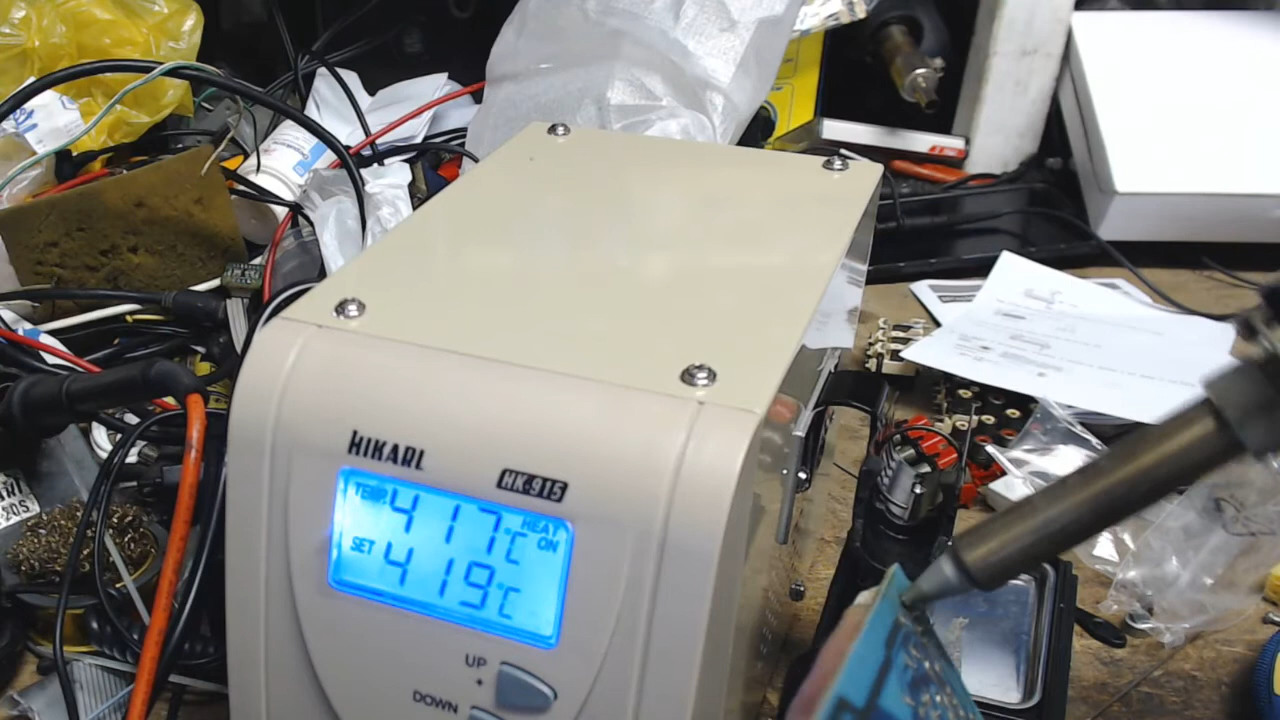 HIKARI
HK-915
TEMP. 417°C HEAT ON
SET 419°C
UP
+
DOWN